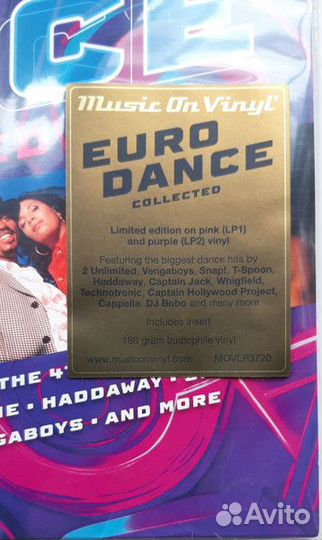 CE
Music On Vinyl
EURO
DANCE
COLLECTED
Limited edition on pink (LP1)
and purple (LP2) vinyl
Featuring the biggest dance hits by
2 Unlimited, Vengaboys, Snap!, T-Spoon,
Haddaway, Captain Jack, Whigfield,
Technotronic, Captain Hollywood Project,
Cappella, DJ Bobo and many more
Includes insert
180 gram audiophile vinyl
www.musiconvinyl.com MOVLP3720
THE
• HADDAWAY •
GABOYS • AND MORE
Avito